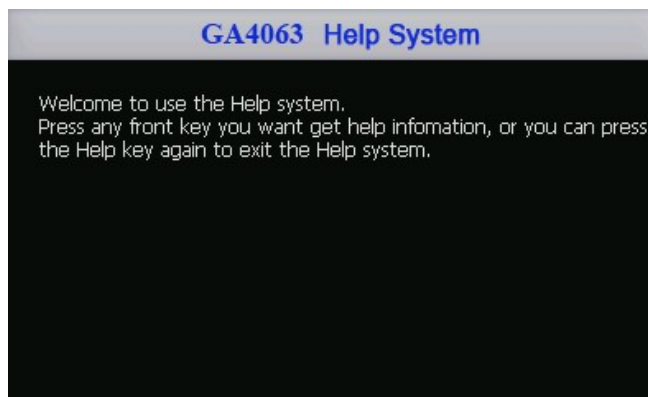 GA4063 Help System
Welcome to use the Help system.
Press any front key you want get help infomation, or you can press
the Help key again to exit the Help system.